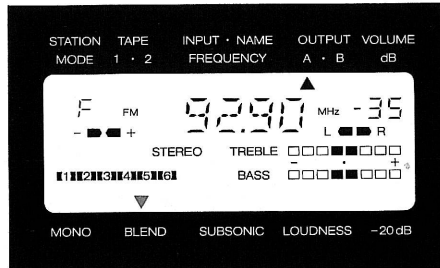 STATION TAPE INPUT · NAME OUTPUT VOLUME
MODE 1 · 2 FREQUENCY A · B dB
F FM 92.90 MHz -35
- + L R
STEREO TREBLE
- · +
1 2 3 4 5 6 BASS
MONO BLEND SUBSONIC LOUDNESS -20dB